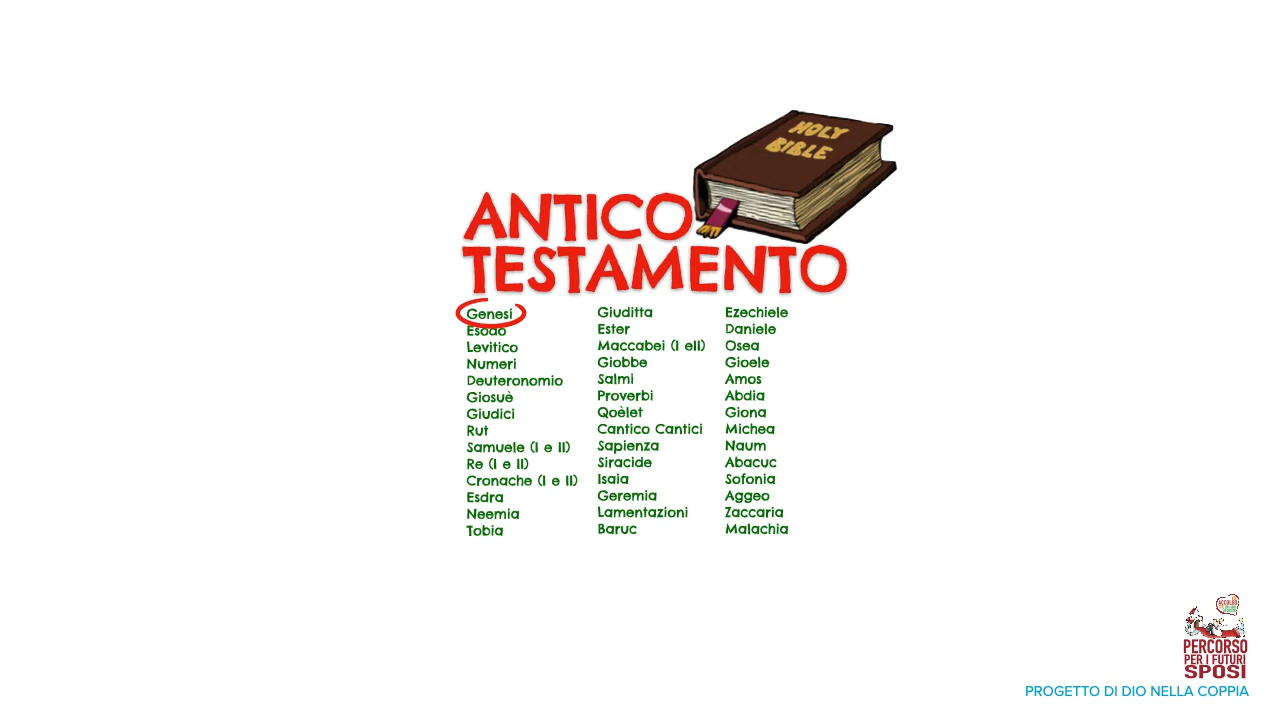 HOLY
BIBLE
ANTICO
TESTAMENTO
Genesi
Esodo
Levitico
Numeri
Deuteronomio
Giosuè
Giudici
Rut
Samuele (I e II)
Re (I e II)
Cronache (I e II)
Esdra
Neemia
Tobia
Giuditta
Ester
Maccabei (I eII)
Giobbe
Salmi
Proverbi
Qoèlet
Cantico Cantici
Sapienza
Siracide
Isaia
Geremia
Lamentazioni
Baruc
Ezechiele
Daniele
Osea
Gioele
Amos
Abdia
Giona
Michea
Naum
Abacuc
Sofonia
Aggeo
Zaccaria
Malachia
PERCORSO
PER I FUTURI
SPOSI
PROGETTO DI DIO NELLA COPPIA